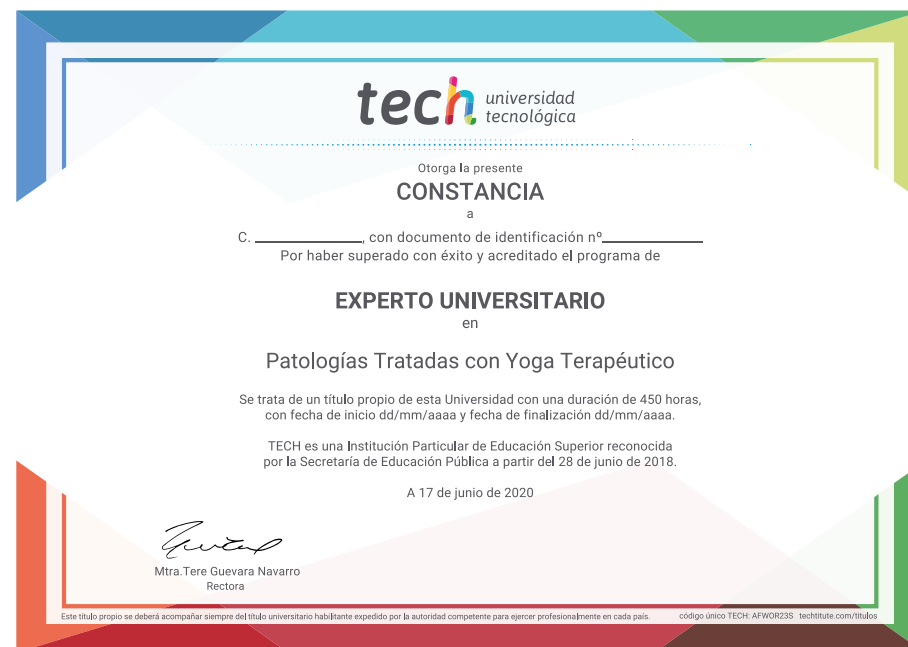 tech universidad
tecnológica
Otorga la presente
CONSTANCIA
a
C. ____________, con documento de identificación nº____________
Por haber superado con éxito y acreditado el programa de
EXPERTO UNIVERSITARIO
en
Patologías Tratadas con Yoga Terapéutico
Se trata de un título propio de esta Universidad con una duración de 450 horas,
con fecha de inicio dd/mm/aaaa y fecha de finalización dd/mm/aaaa.
TECH es una Institución Particular de Educación Superior reconocida
por la Secretaría de Educación Pública a partir del 28 de junio de 2018.
A 17 de junio de 2020
Mtra.Tere Guevara Navarro
Rectora
Este título propio se deberá acompañar siempre del título universitario habilitante expedido por la autoridad competente para ejercer profesionalmente en cada país. código único TECH: AFWOR23S techtitute.com/titulos